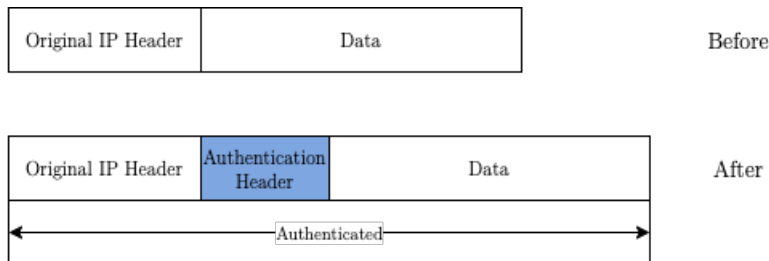 Original IP Header Data Before
Original IP Header Authentication Header Data After
Authenticated